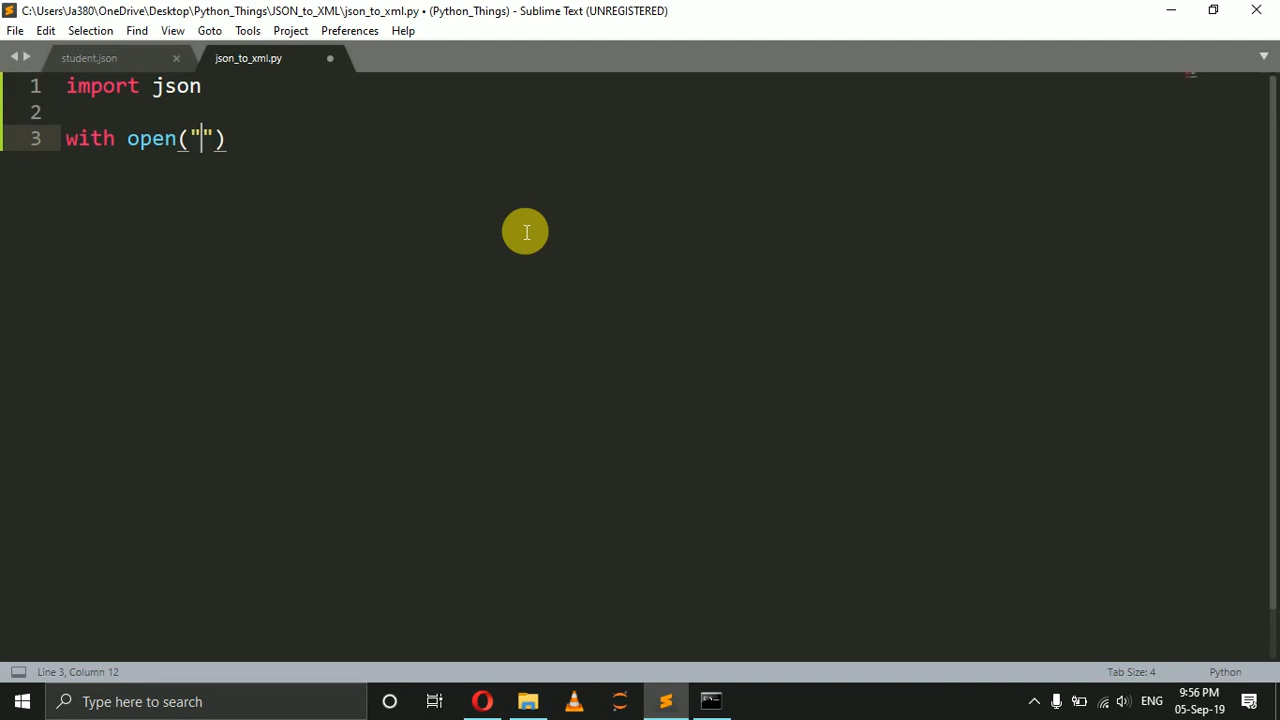 C:\Users\Ja380\OneDrive\Desktop\Python_Things\JSON_to_XML\json_to_xml.py • (Python_Things) - Sublime Text (UNREGISTERED)
File Edit Selection Find View Goto Tools Project Preferences Help
student.json json_to_xml.py
1 import json
2
3 with open("")
Line 3, Column 12 Tab Size: 4 Python
Type here to search ENG 9:56 PM
05-Sep-19